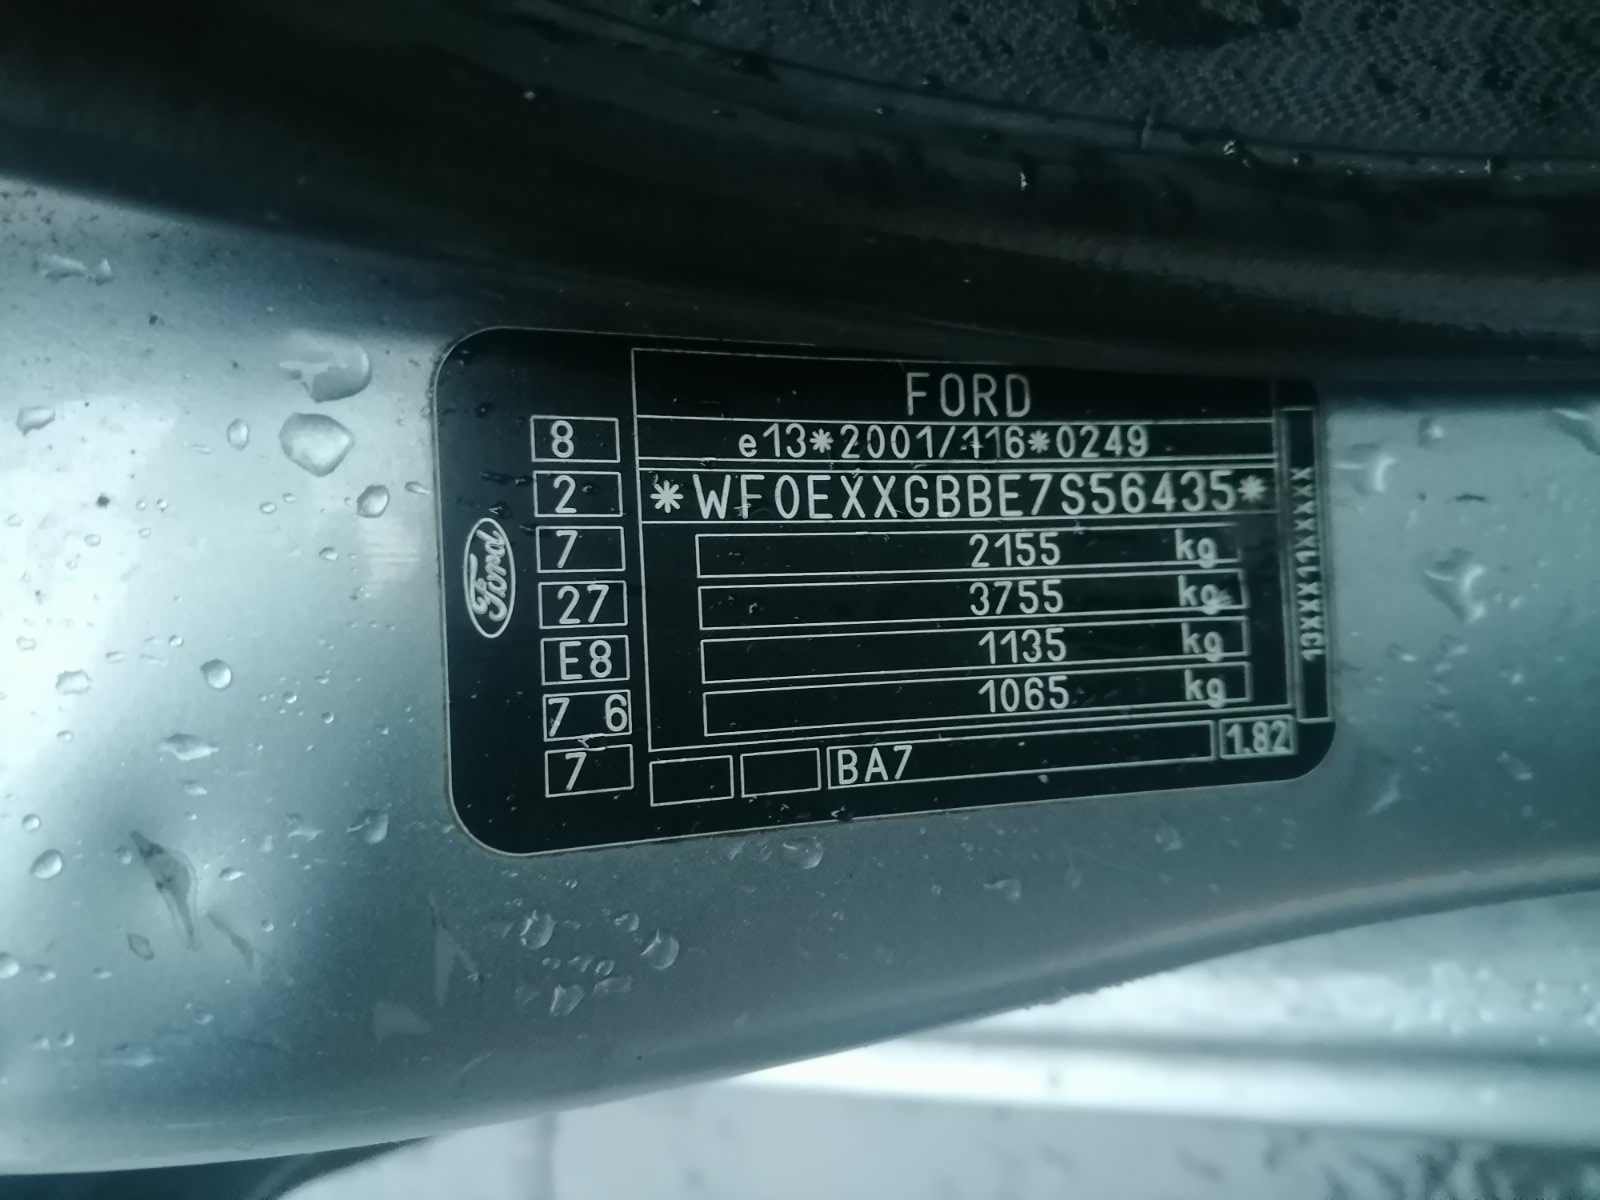 FORD
e13*2001/116*0249
*WF0EXXGBBE7S56435*
2155 kg
3755 kg
1135 kg
1065 kg
BA7
1.82
8
2
7
27
E8
7 6
7
Ford
13XXX11XXXXX